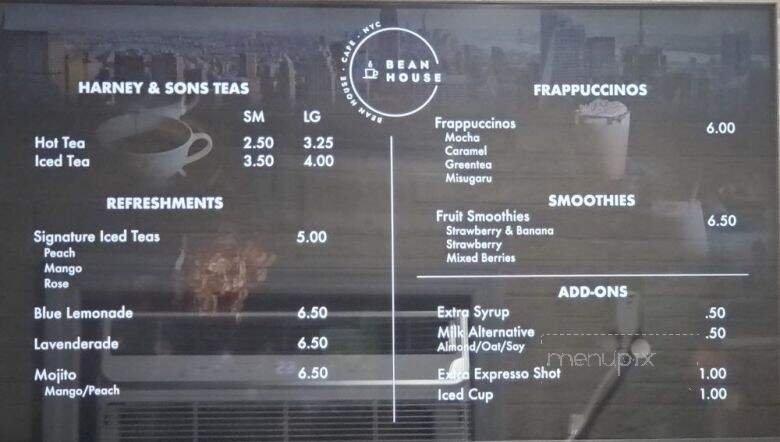 BEAN HOUSE · CAFE · NYC
BEAN
HOUSE
HARNEY & SONS TEAS
SM LG
Hot Tea 2.50 3.25
Iced Tea 3.50 4.00
REFRESHMENTS
Signature Iced Teas 5.00
Peach
Mango
Rose
Blue Lemonade 6.50
Lavenderade 6.50
Mojito 6.50
Mango/Peach
FRAPPUCCINOS
Frappuccinos 6.00
Mocha
Caramel
Greentea
Misugaru
SMOOTHIES
Fruit Smoothies 6.50
Strawberry & Banana
Strawberry
Mixed Berries
ADD-ONS
Extra Syrup .50
Milk Alternative .50
Almond/Oat/Soy
Extra Expresso Shot 1.00
Iced Cup 1.00
menupix
23